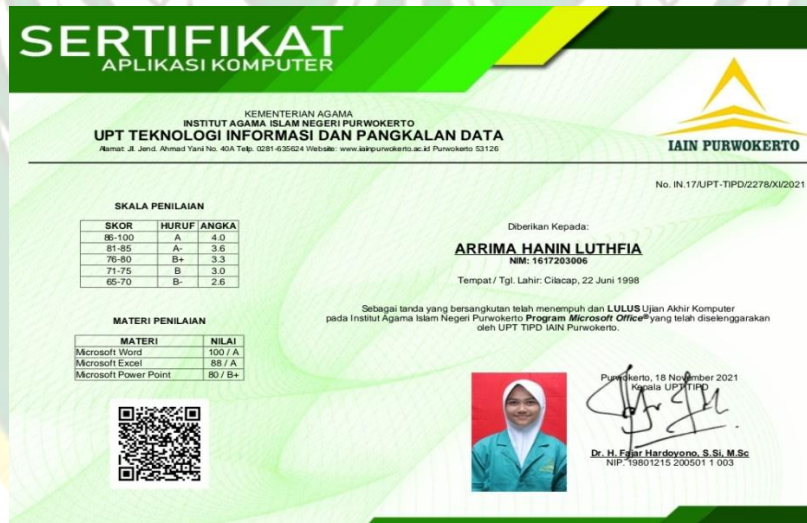 SERTIFIKAT
APLIKASI KOMPUTER
KEMENTERIAN AGAMA
INSTITUT AGAMA ISLAM NEGERI PURWOKERTO
UPT TEKNOLOGI INFORMASI DAN PANGKALAN DATA
Alamat: Jl. Jend. Ahmad Yani No. 40A Telp. 0281-635624 Website: www.iainpurwokerto.ac.id Purwokerto 53126
IAIN PURWOKERTO
No. IN.17/UPT-TIPD/2278/XI/2021
SKALA PENILAIAN
SKOR HURUF ANGKA
86-100 A 4.0
81-85 A- 3.6
76-80 B+ 3.3
71-75 B 3.0
65-70 B- 2.6
MATERI PENILAIAN
MATERI NILAI
Microsoft Word 100 / A
Microsoft Excel 88 / A
Microsoft Power Point 80 / B+
Diberikan Kepada:
ARRIMA HANIN LUTHFIA
NIM: 1617203006
Tempat / Tgl. Lahir: Cilacap, 22 Juni 1998
Sebagai tanda yang bersangkutan telah menempuh dan LULUS Ujian Akhir Komputer
pada Institut Agama Islam Negeri Purwokerto Program Microsoft Office® yang telah diselenggarakan
oleh UPT TIPD IAIN Purwokerto.
Purwokerto, 18 November 2021
Kepala UPT TIPD
Dr. H. Fajar Hardoyono, S.Si, M.Sc
NIP. 19801215 200501 1 003